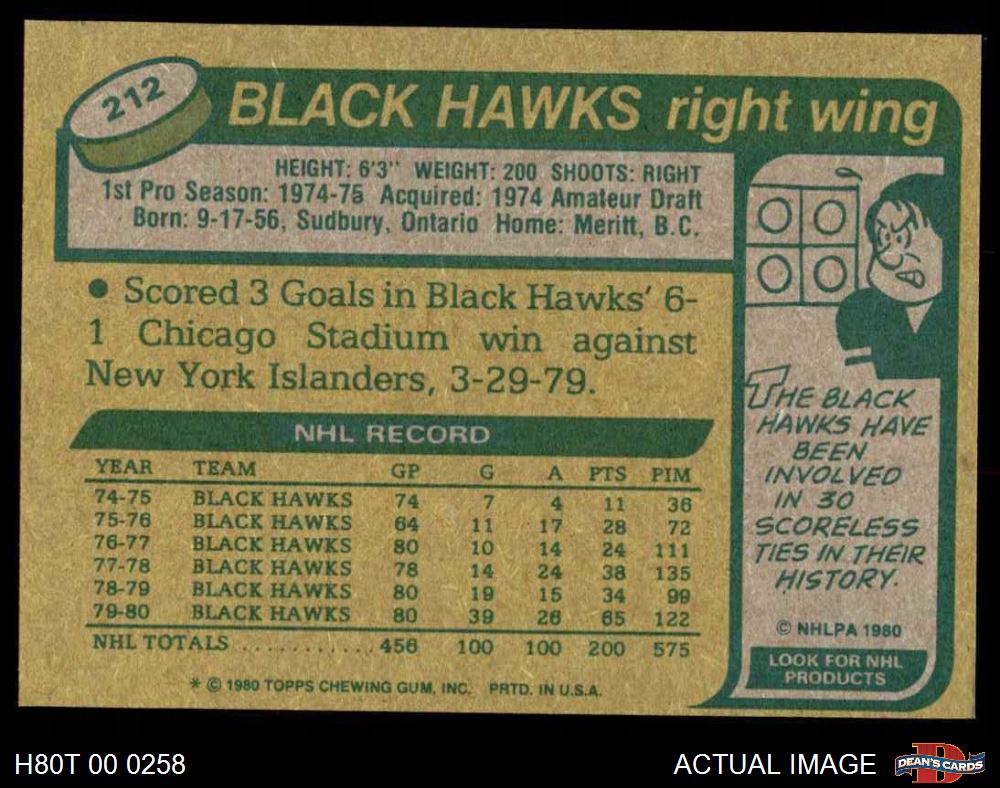 212
BLACK HAWKS right wing
HEIGHT: 6'3" WEIGHT: 200 SHOOTS: RIGHT
1st Pro Season: 1974-75 Acquired: 1974 Amateur Draft
Born: 9-17-56, Sudbury, Ontario Home: Meritt, B.C.
● Scored 3 Goals in Black Hawks' 6-
1 Chicago Stadium win against
New York Islanders, 3-29-79.
NHL RECORD
YEAR TEAM GP G A PTS PIM
74-75 BLACK HAWKS 74 7 4 11 36
75-76 BLACK HAWKS 64 11 17 28 72
76-77 BLACK HAWKS 80 10 14 24 111
77-78 BLACK HAWKS 78 14 24 38 135
78-79 BLACK HAWKS 80 19 15 34 99
79-80 BLACK HAWKS 80 39 26 65 122
NHL TOTALS ........... 456 100 100 200 575
* © 1980 TOPPS CHEWING GUM, INC. PRTD. IN U.S.A.
THE BLACK
HAWKS HAVE
BEEN
INVOLVED
IN 30
SCORELESS
TIES IN THEIR
HISTORY.
© NHLPA 1980
LOOK FOR NHL
PRODUCTS
H80T 00 0258
ACTUAL IMAGE
DEAN'S CARDS